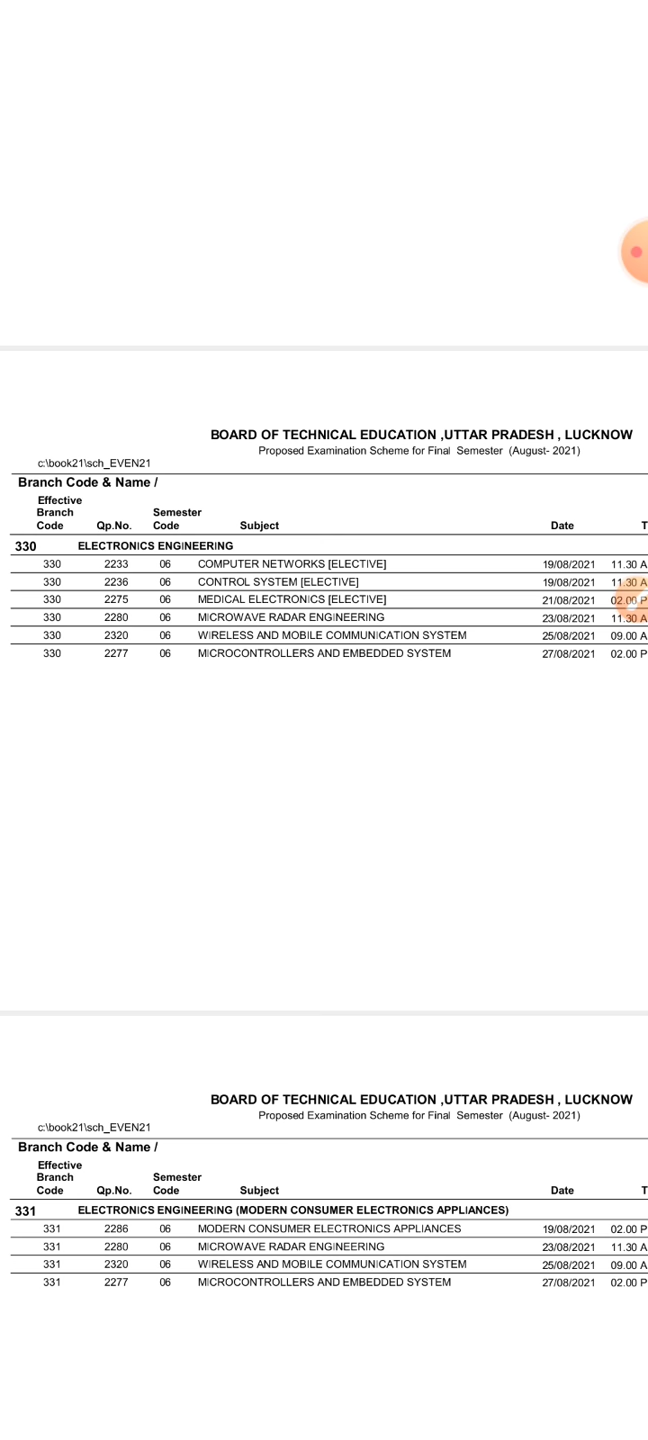 BOARD OF TECHNICAL EDUCATION ,UTTAR PRADESH , LUCKNOW
Proposed Examination Scheme for Final Semester (August- 2021)
c:\book21\sch_EVEN21
Branch Code & Name /
Effective Branch Code Qp.No. Semester Code Subject Date T
330 ELECTRONICS ENGINEERING
330 2233 06 COMPUTER NETWORKS [ELECTIVE] 19/08/2021 11.30 A
330 2236 06 CONTROL SYSTEM [ELECTIVE] 19/08/2021 11.30 A
330 2275 06 MEDICAL ELECTRONICS [ELECTIVE] 21/08/2021 02.00 P
330 2280 06 MICROWAVE RADAR ENGINEERING 23/08/2021 11.30 A
330 2320 06 WIRELESS AND MOBILE COMMUNICATION SYSTEM 25/08/2021 09.00 A
330 2277 06 MICROCONTROLLERS AND EMBEDDED SYSTEM 27/08/2021 02.00 P
BOARD OF TECHNICAL EDUCATION ,UTTAR PRADESH , LUCKNOW
Proposed Examination Scheme for Final Semester (August- 2021)
c:\book21\sch_EVEN21
Branch Code & Name /
Effective Branch Code Qp.No. Semester Code Subject Date T
331 ELECTRONICS ENGINEERING (MODERN CONSUMER ELECTRONICS APPLIANCES)
331 2286 06 MODERN CONSUMER ELECTRONICS APPLIANCES 19/08/2021 02.00 P
331 2280 06 MICROWAVE RADAR ENGINEERING 23/08/2021 11.30 A
331 2320 06 WIRELESS AND MOBILE COMMUNICATION SYSTEM 25/08/2021 09.00 A
331 2277 06 MICROCONTROLLERS AND EMBEDDED SYSTEM 27/08/2021 02.00 P